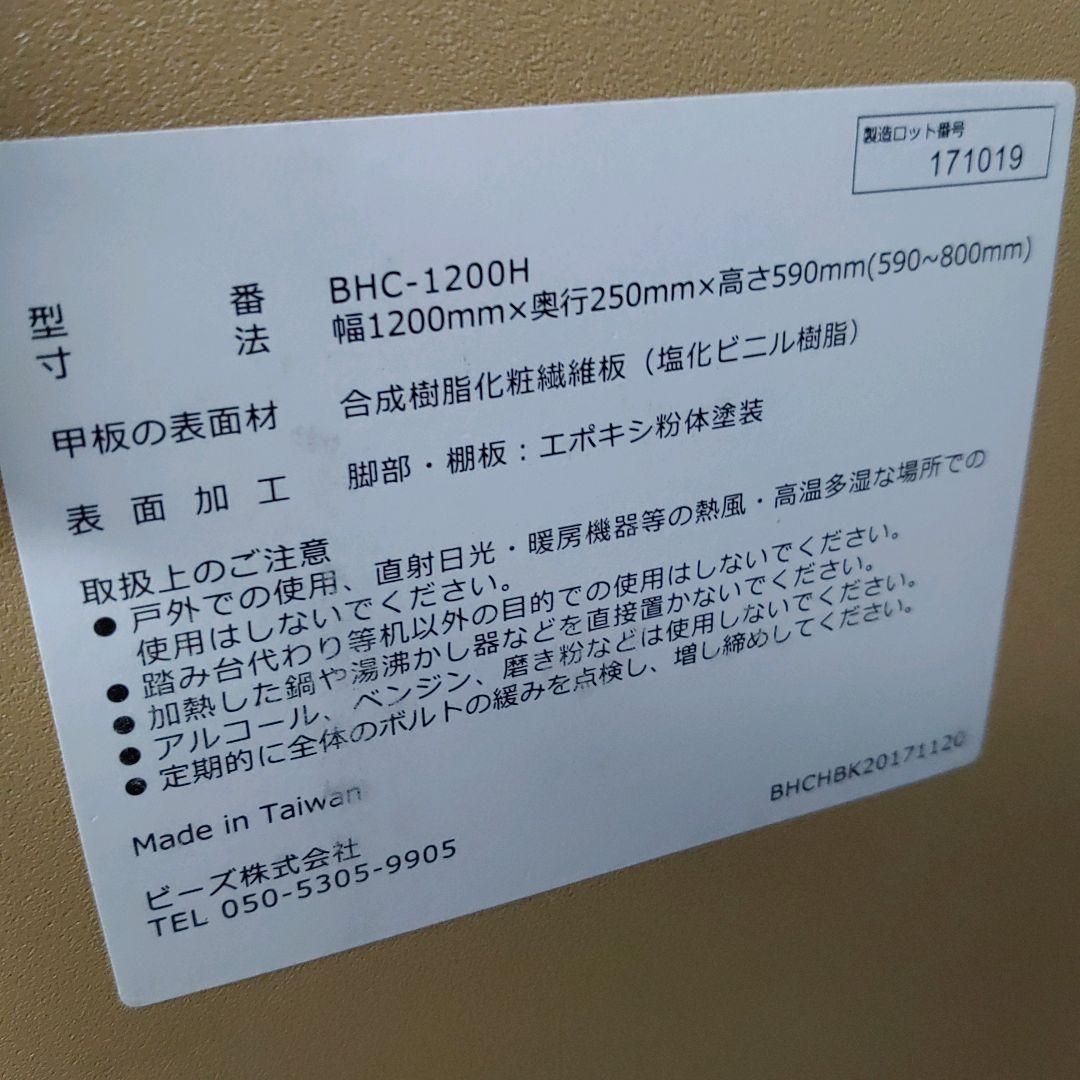 製造ロット番号
171019
型番 BHC-1200H
寸法 幅1200mm×奥行250mm×高さ590mm(590~800mm)
甲板の表面材 合成樹脂化粧繊維板（塩化ビニル樹脂）
表面加工 脚部・棚板：エポキシ粉体塗装
取扱上のご注意
● 戸外での使用、直射日光・暖房機器等の熱風・高温多湿な場所での
使用はしないでください。
● 踏み台代わり等机以外の目的での使用はしないでください。
● 加熱した鍋や湯沸かし器などを直接置かないでください。
● アルコール、ベンジン、磨き粉などは使用しないでください。
● 定期的に全体のボルトの緩みを点検し、増し締めしてください。
Made in Taiwan
BHCHBK20171120
ビーズ株式会社
TEL 050-5305-9905